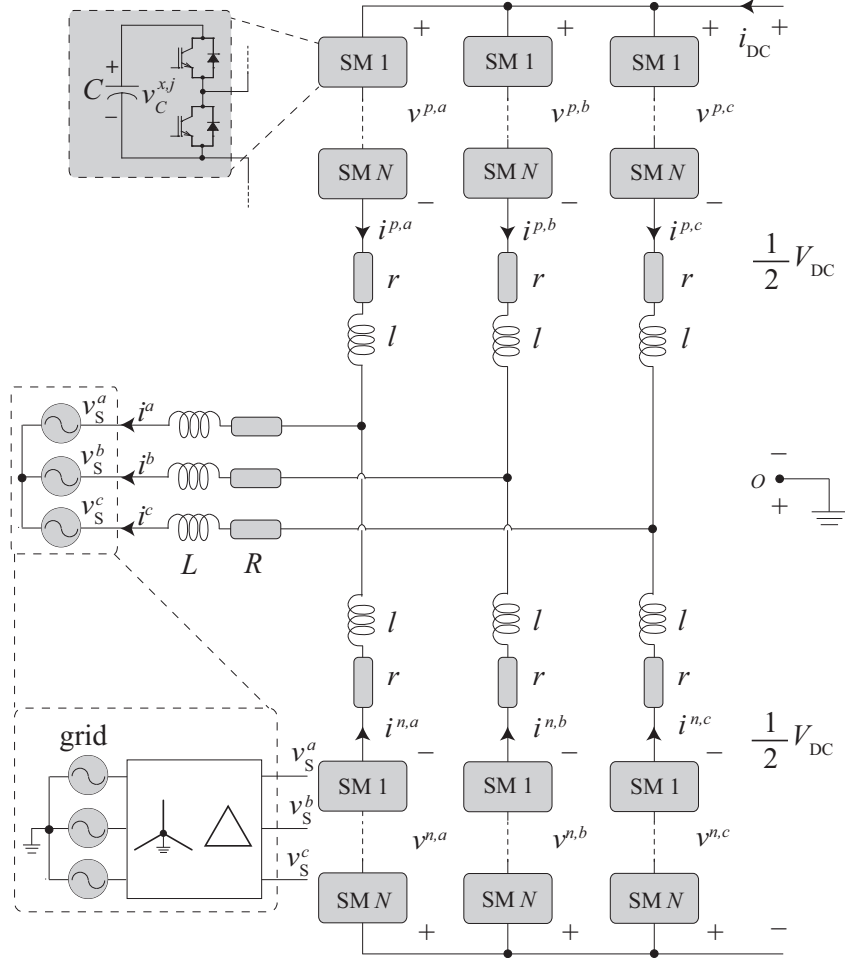 + + + +
i_DC
SM 1 SM 1 SM 1
C + − v_C^{x,j}
v^{p,a} v^{p,b} v^{p,c}
SM N SM N SM N
− − −
i^{p,a} i^{p,b} i^{p,c}
1/2 V_DC
r r r
l l l
v_S^a i^a
v_S^b i^b
v_S^c i^c
−
O
+
L R
l l l
r r r
grid
i^{n,a} i^{n,b} i^{n,c}
1/2 V_DC
− − −
v_S^a
SM 1 SM 1 SM 1
v_S^b
v^{n,a} v^{n,b} v^{n,c}
v_S^c
SM N SM N SM N
+ + + −